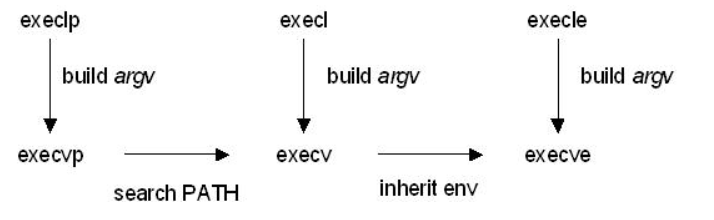 execlp execl execle
build argv build argv build argv
execvp execv execve
search PATH inherit env